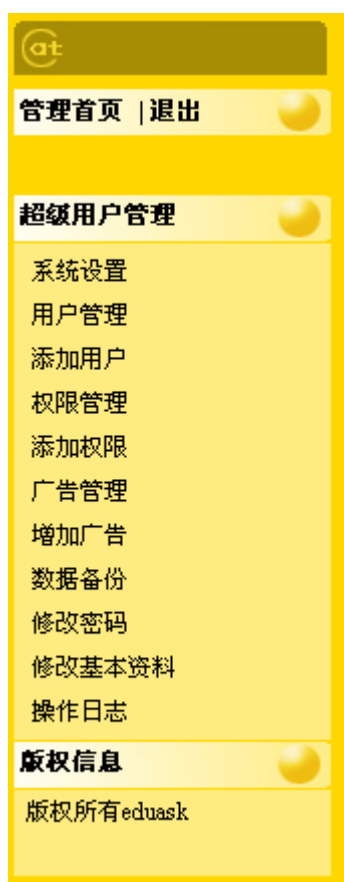 at
管理首页 |退出
超级用户管理
系统设置
用户管理
添加用户
权限管理
添加权限
广告管理
增加广告
数据备份
修改密码
修改基本资料
操作日志
版权信息
版权所有eduask